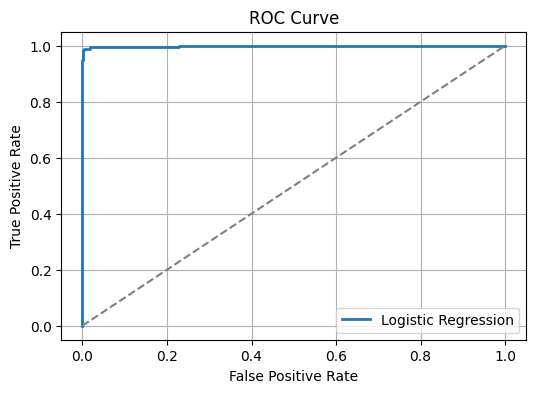 ROC Curve
1.0
0.8
0.6
0.4
0.2
0.0
True Positive Rate
Logistic Regression
0.0 0.2 0.4 0.6 0.8 1.0
False Positive Rate